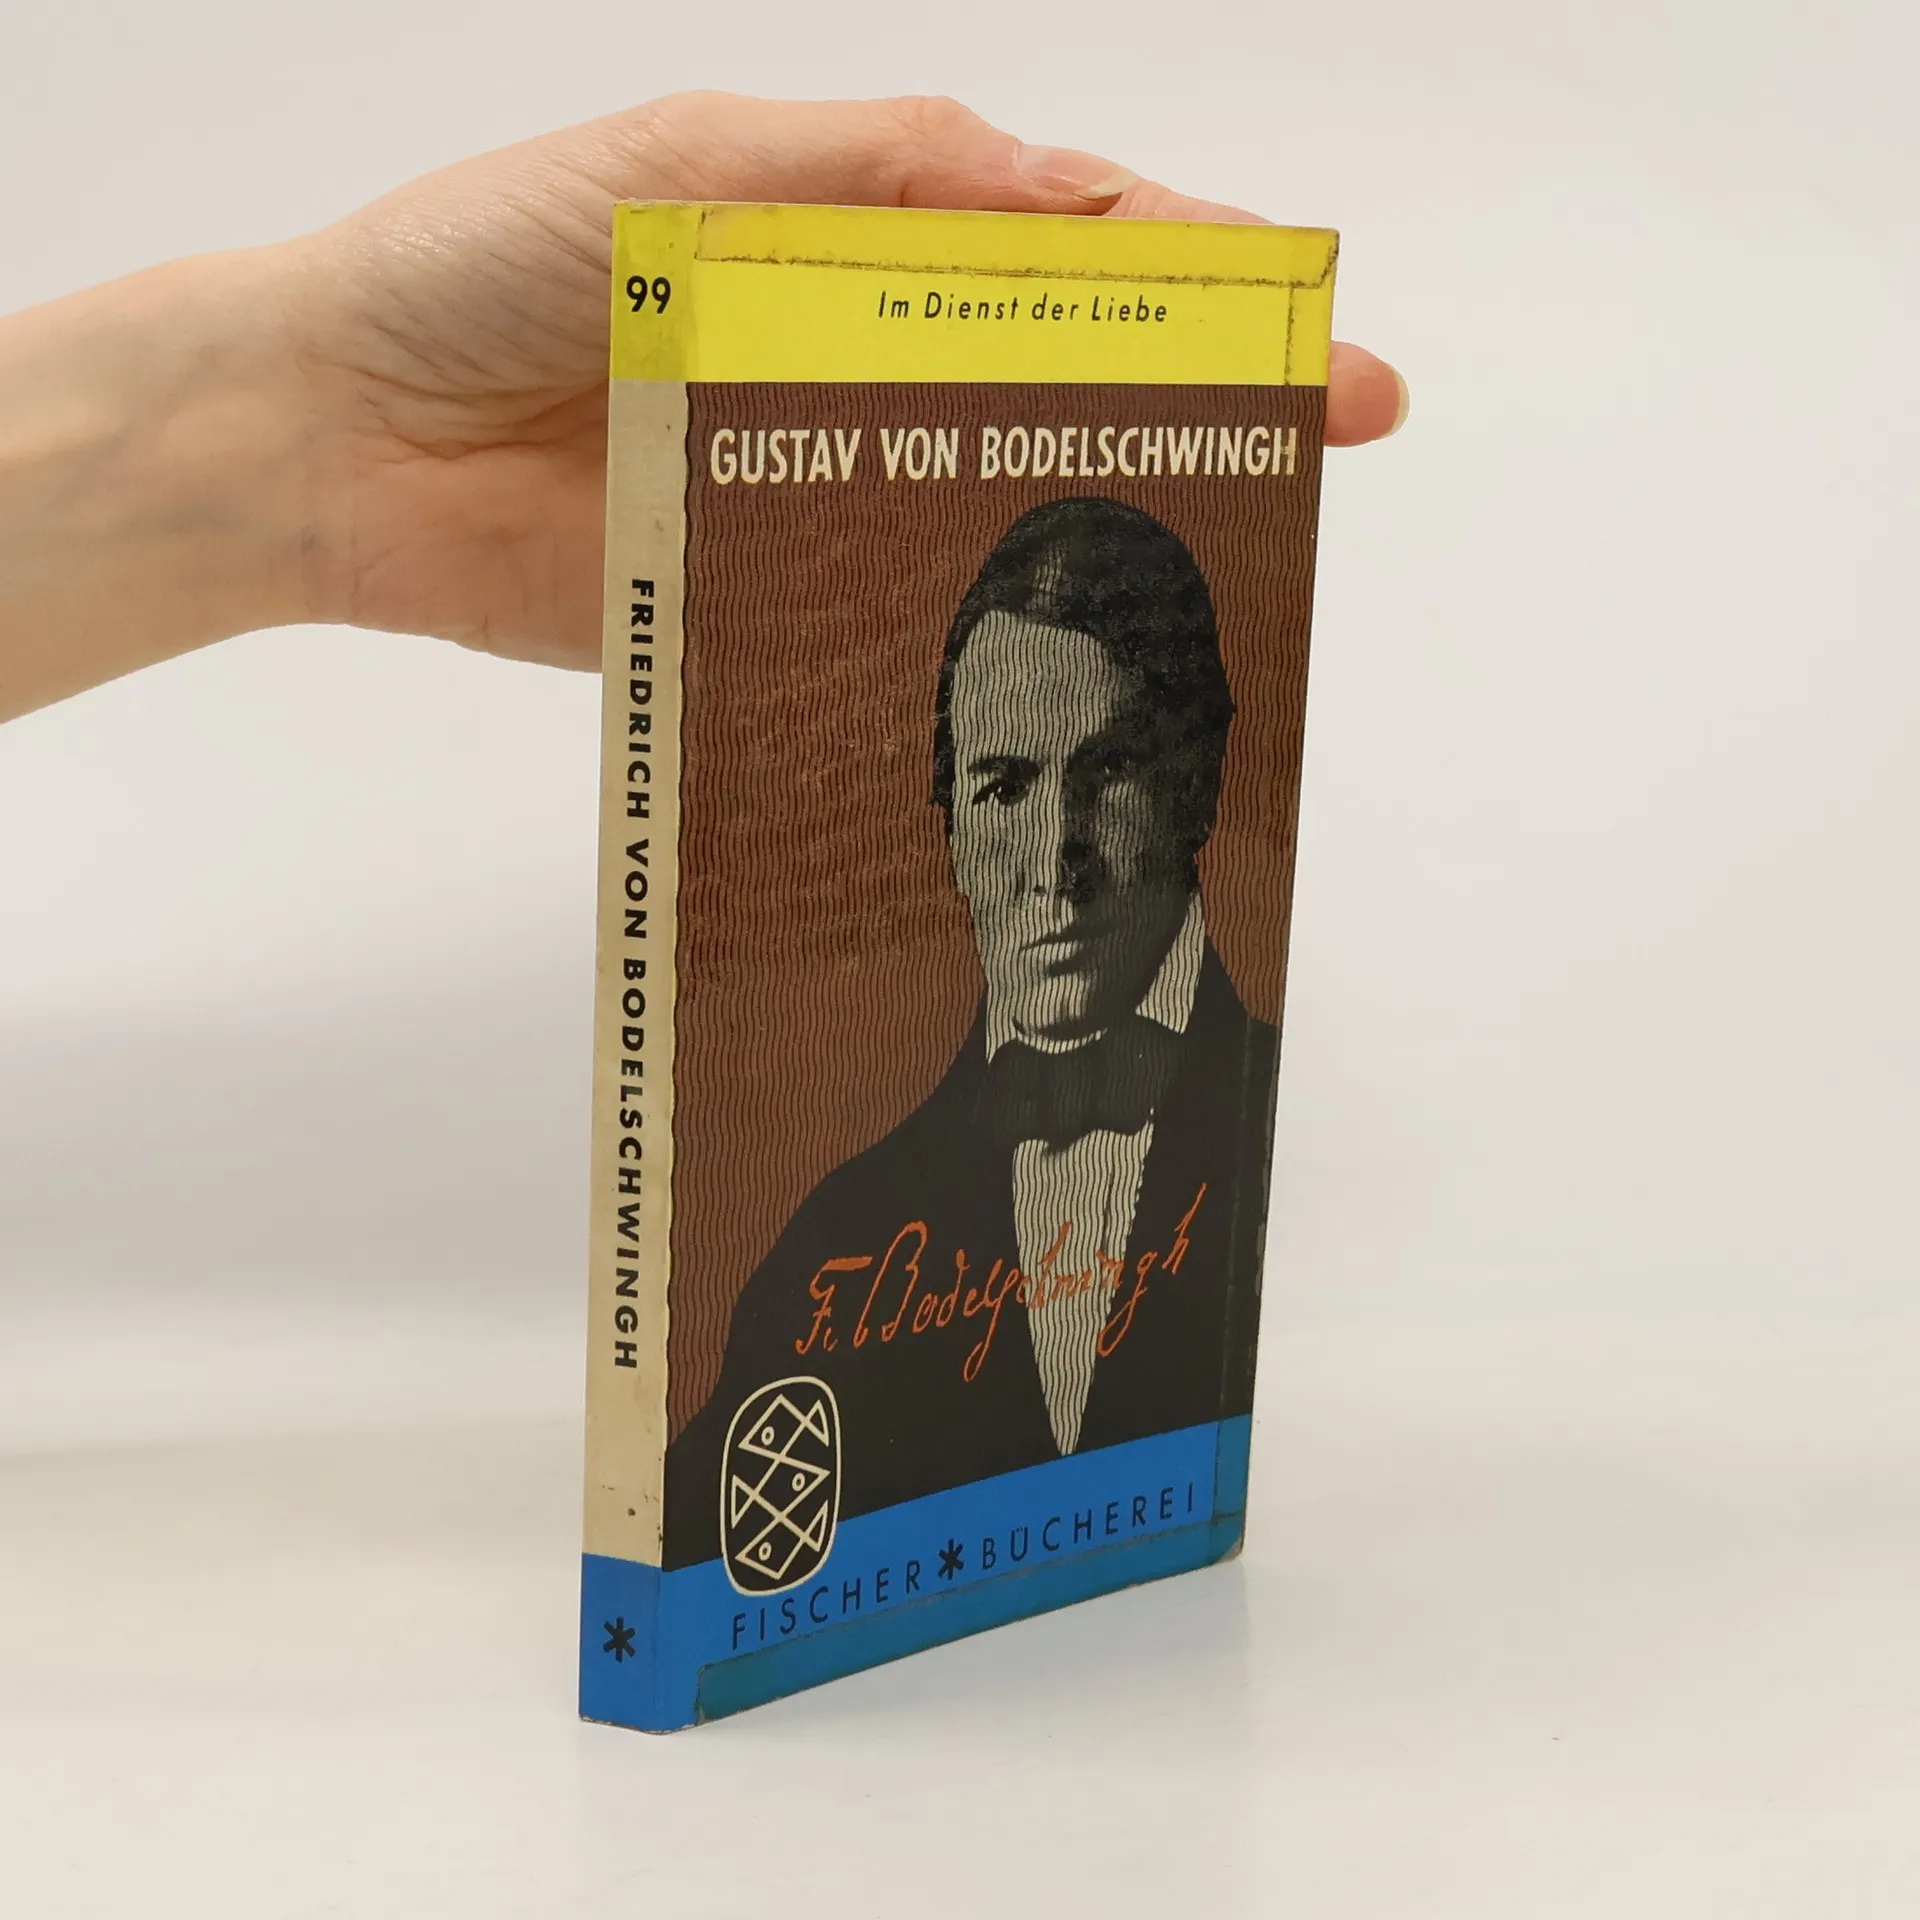 99
FRIEDRICH VON BODELSCHWINGH
*
Im Dienst der Liebe
GUSTAV VON BODELSCHWINGH
F. v. Bodelschwingh
FISCHER * BÜCHEREI